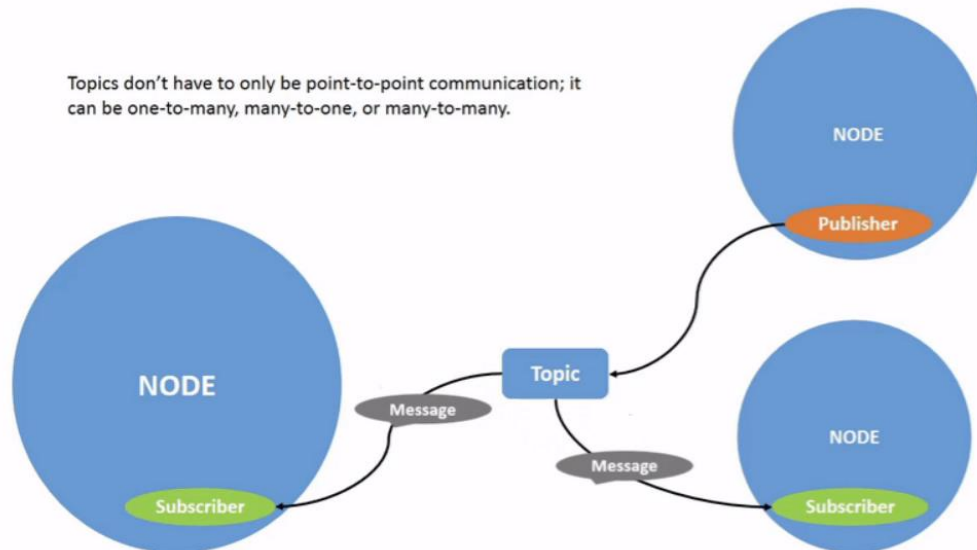 Topics don't have to only be point-to-point communication; it
can be one-to-many, many-to-one, or many-to-many.
NODE
Publisher
NODE
Topic
Message
Message
NODE
Subscriber
Subscriber